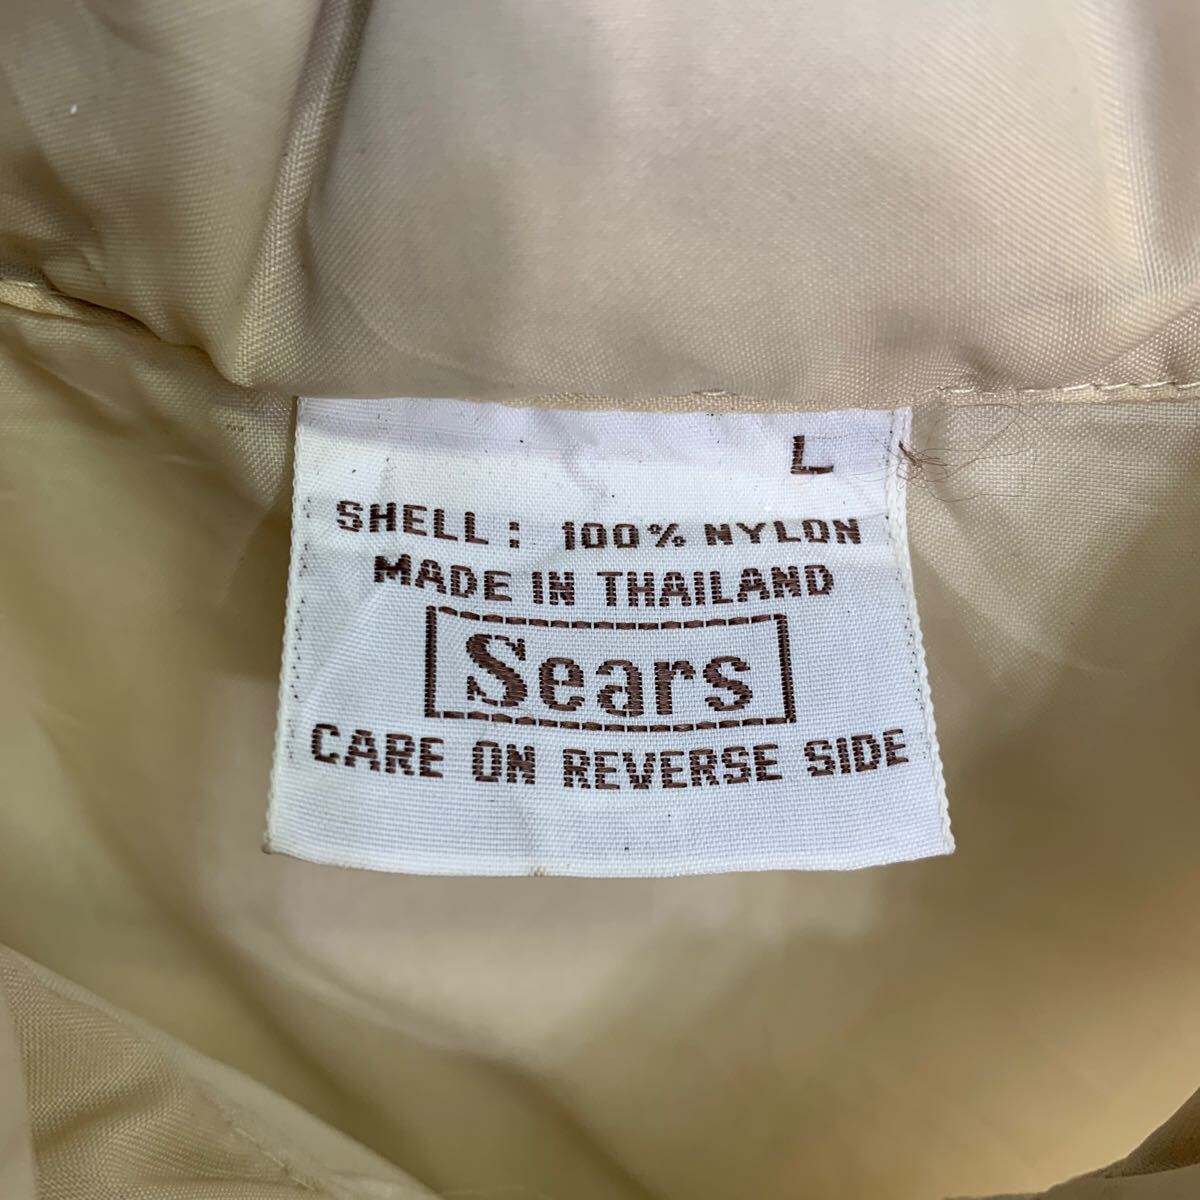 L
SHELL: 100% NYLON
MADE IN THAILAND
Sears
CARE ON REVERSE SIDE